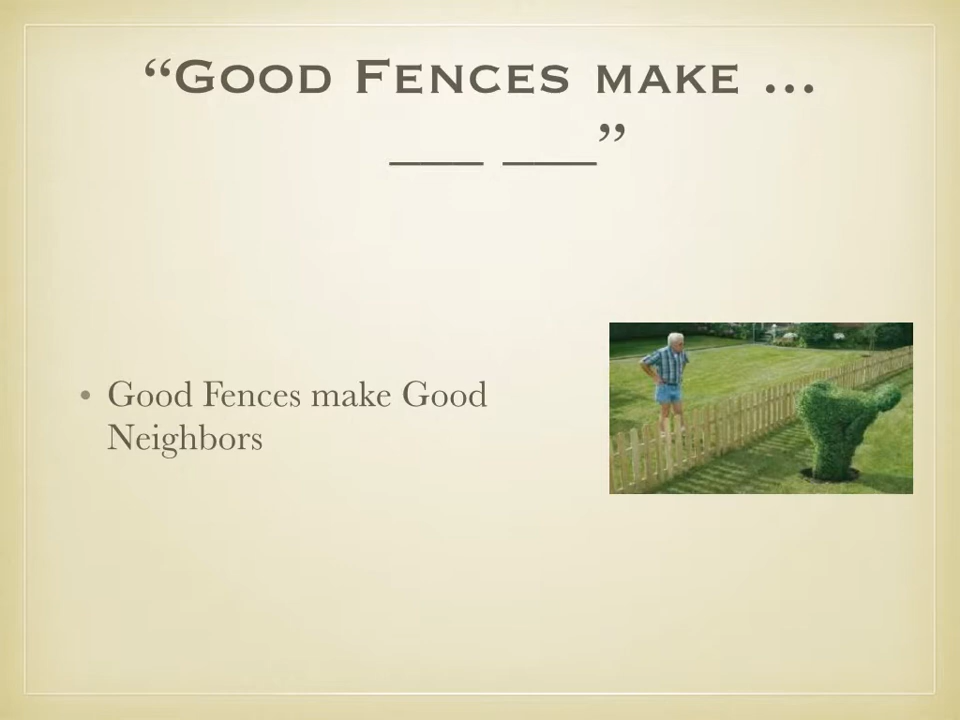 “Good Fences make ...
___ ___”
• Good Fences make Good
Neighbors